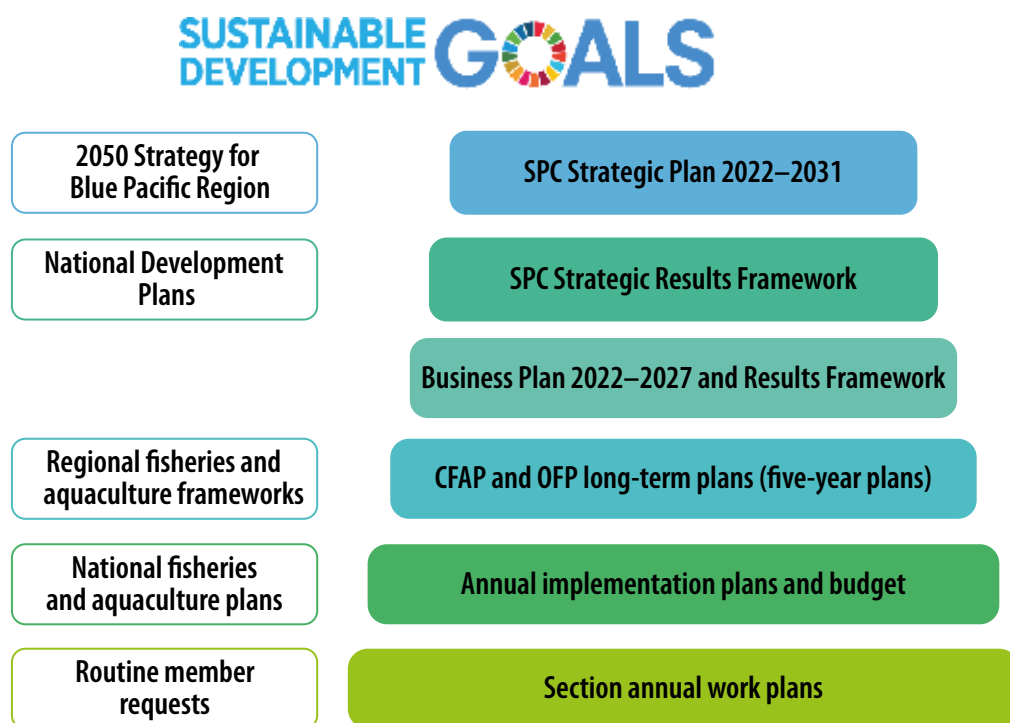 SUSTAINABLE
DEVELOPMENT
GOALS
2050 Strategy for
Blue Pacific Region
SPC Strategic Plan 2022–2031
National Development
Plans
SPC Strategic Results Framework
Business Plan 2022–2027 and Results Framework
Regional fisheries and
aquaculture frameworks
CFAP and OFP long-term plans (five-year plans)
National fisheries
and aquaculture plans
Annual implementation plans and budget
Routine member
requests
Section annual work plans